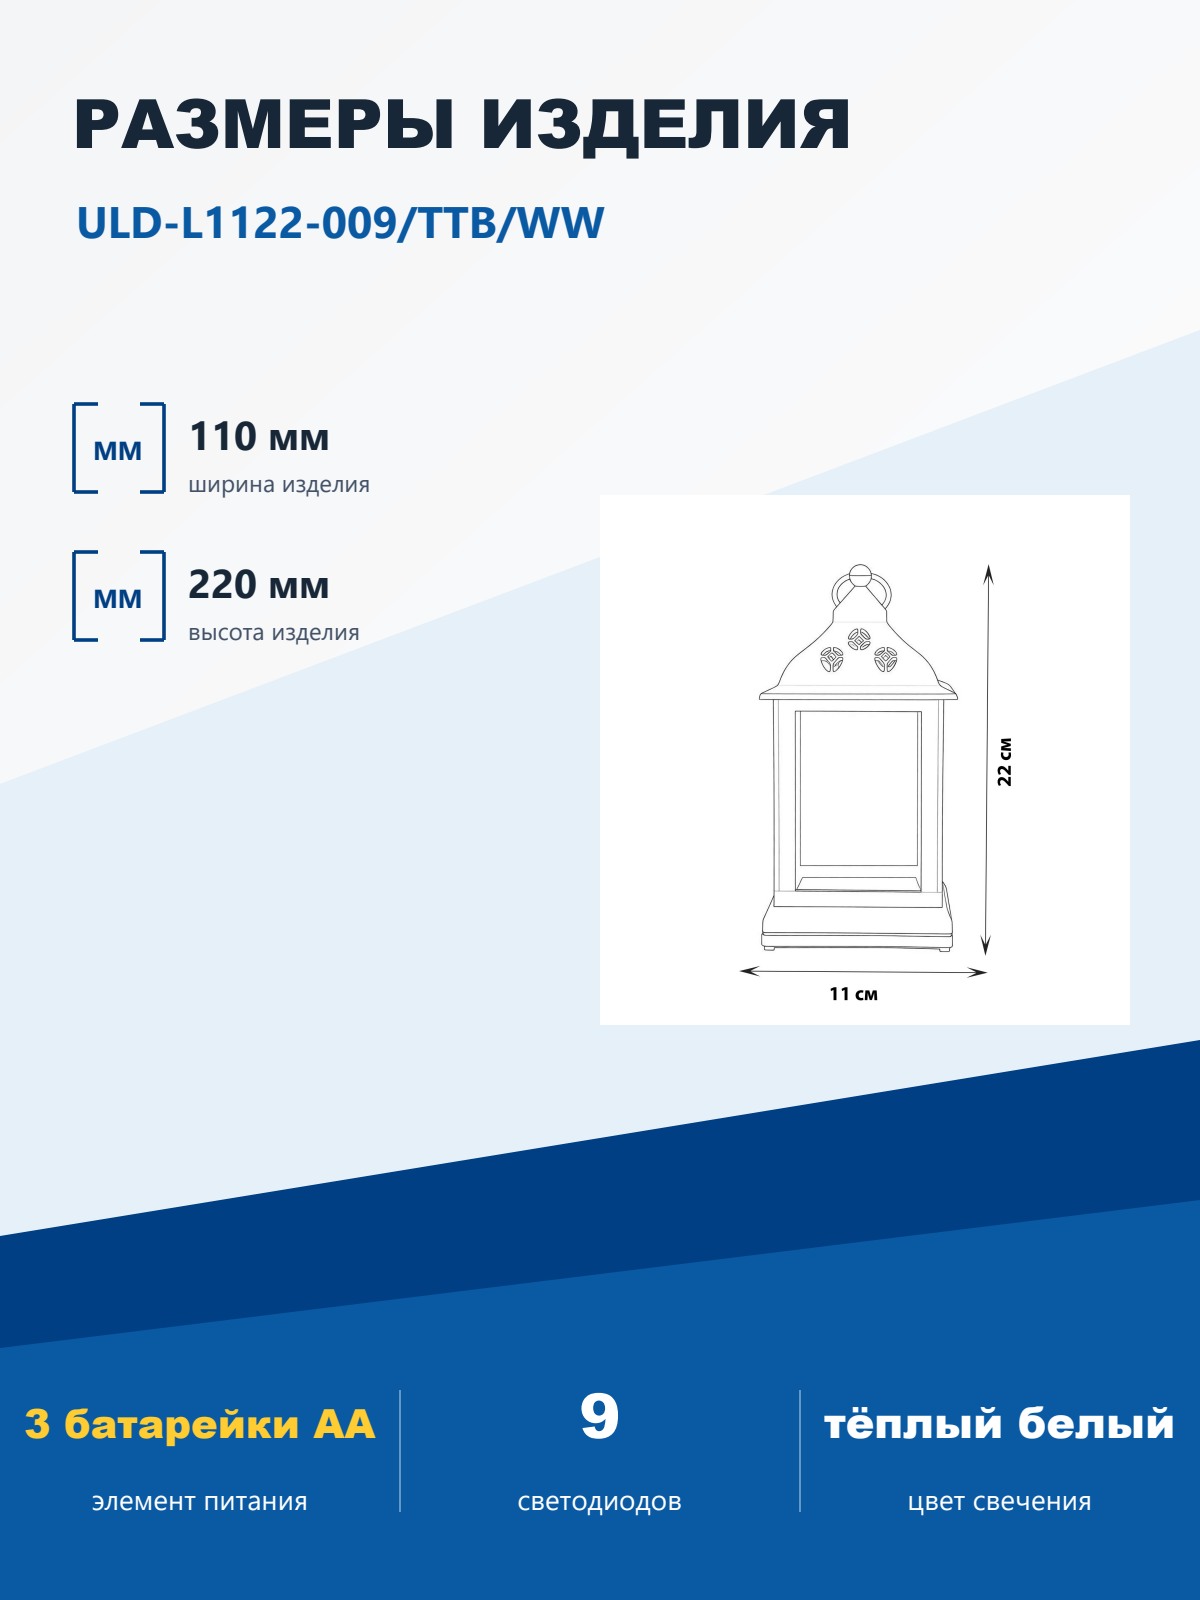 РАЗМЕРЫ ИЗДЕЛИЯ
ULD-L1122-009/TTB/WW
мм
110 мм
ширина изделия
мм
220 мм
высота изделия
22 см
11 см
3 батарейки АА
элемент питания
9
светодиодов
тёплый белый
цвет свечения